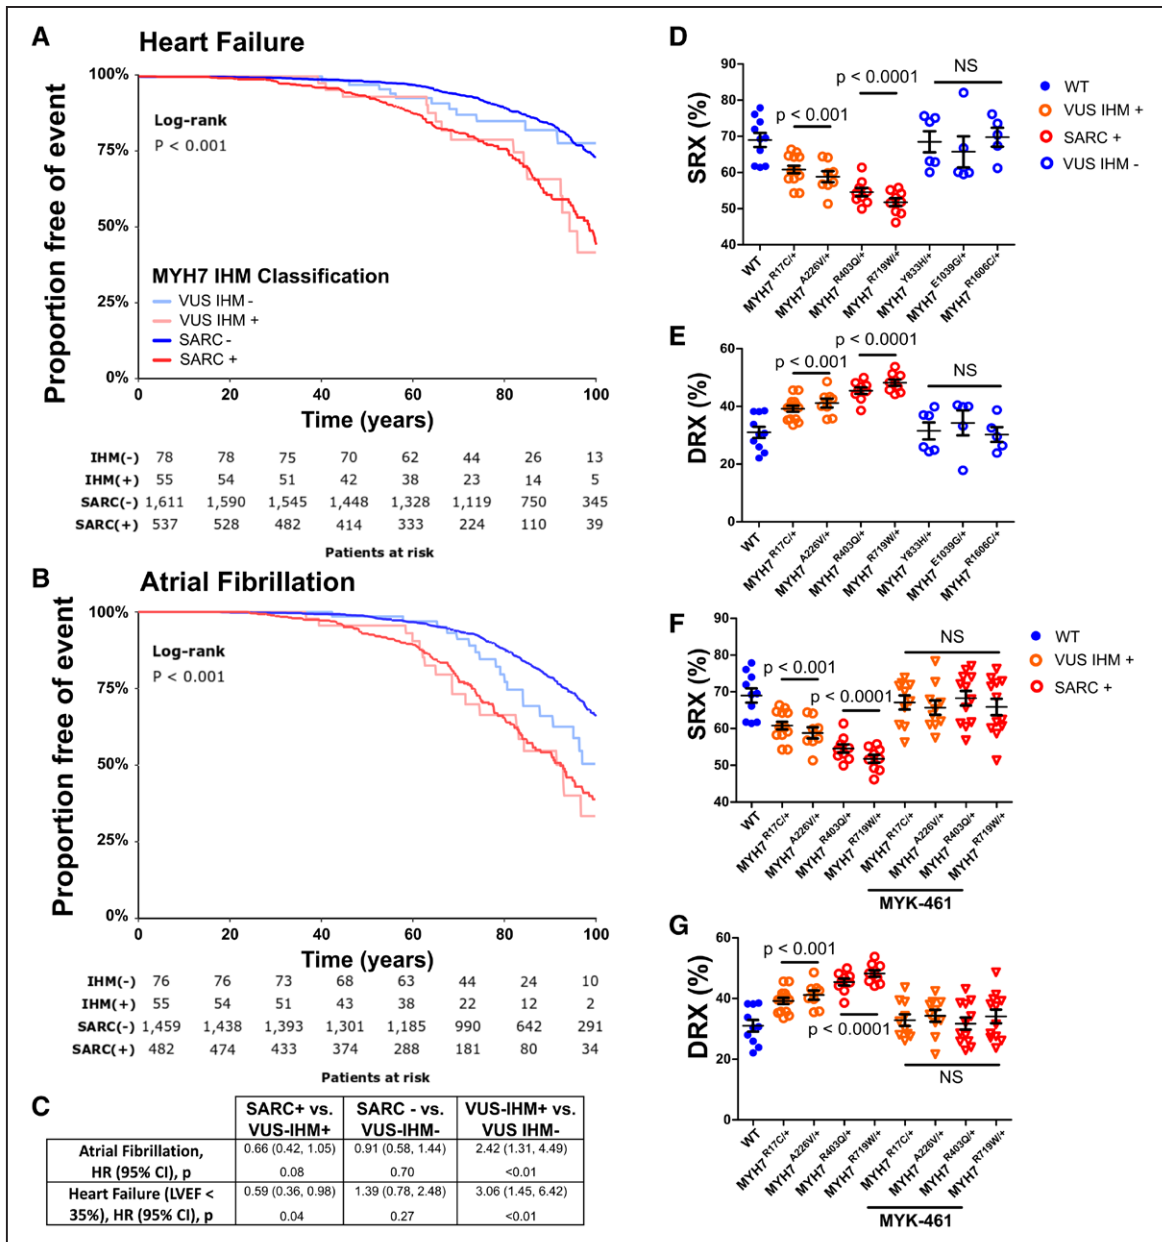 A
Heart Failure
Proportion free of event
100%
75%
50%
25%
0%
Log-rank
P < 0.001
MYH7 IHM Classification
VUS IHM -
VUS IHM +
SARC -
SARC +
0 20 40 60 80 100
Time (years)
IHM(-) 78 78 75 70 62 44 26 13
IHM(+) 55 54 51 42 38 23 14 5
SARC(-) 1,611 1,590 1,545 1,448 1,328 1,119 750 345
SARC(+) 537 528 482 414 333 224 110 39
Patients at risk
B
Atrial Fibrillation
Proportion free of event
100%
75%
50%
25%
0%
Log-rank
P < 0.001
0 20 40 60 80 100
Time (years)
IHM(-) 76 76 73 68 63 44 24 10
IHM(+) 55 54 51 43 38 22 12 2
SARC(-) 1,459 1,438 1,393 1,301 1,185 990 642 291
SARC(+) 482 474 433 374 288 181 80 34
Patients at risk
C
SARC+ vs. VUS-IHM+
SARC - vs. VUS-IHM-
VUS-IHM+ vs. VUS IHM-
Atrial Fibrillation, HR (95% CI), p
0.66 (0.42, 1.05) 0.91 (0.58, 1.44) 2.42 (1.31, 4.49)
0.08 0.70 <0.01
Heart Failure (LVEF < 35%), HR (95% CI), p
0.59 (0.36, 0.98) 1.39 (0.78, 2.48) 3.06 (1.45, 6.42)
0.04 0.27 <0.01
D
SRX (%)
90
80
70
60
50
40
p < 0.001
p < 0.0001
NS
WT
VUS IHM +
SARC +
VUS IHM -
WT
MYH7 R17C/+
MYH7 A226V/+
MYH7 R403Q/+
MYH7 R719W/+
MYH7 Y833H/+
MYH7 E1039G/+
MYH7 R1606C/+
E
DRX (%)
60
40
20
0
p < 0.001
p < 0.0001
NS
WT
MYH7 R17C/+
MYH7 A226V/+
MYH7 R403Q/+
MYH7 R719W/+
MYH7 Y833H/+
MYH7 E1039G/+
MYH7 R1606C/+
F
SRX (%)
90
80
70
60
50
40
p < 0.001
p < 0.0001
NS
WT
VUS IHM +
SARC +
WT
MYH7 R17C/+
MYH7 A226V/+
MYH7 R403Q/+
MYH7 R719W/+
MYH7 R17C/+
MYH7 A226V/+
MYH7 R403Q/+
MYH7 R719W/+
MYK-461
G
DRX (%)
60
40
20
0
p < 0.001
p < 0.0001
NS
WT
MYH7 R17C/+
MYH7 A226V/+
MYH7 R403Q/+
MYH7 R719W/+
MYH7 R17C/+
MYH7 A226V/+
MYH7 R403Q/+
MYH7 R719W/+
MYK-461